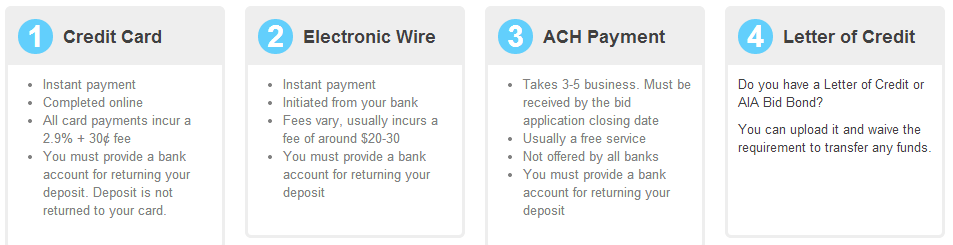 1 Credit Card
Instant payment
Completed online
All card payments incur a
2.9% + 30¢ fee
You must provide a bank
account for returning your
deposit. Deposit is not
returned to your card.
2 Electronic Wire
Instant payment
Initiated from your bank
Fees vary, usually incurs a
fee of around $20-30
You must provide a bank
account for returning your
deposit
3 ACH Payment
Takes 3-5 business. Must be
received by the bid
application closing date
Usually a free service
Not offered by all banks
You must provide a bank
account for returning your
deposit
4 Letter of Credit
Do you have a Letter of Credit or
AIA Bid Bond?
You can upload it and waive the
requirement to transfer any funds.